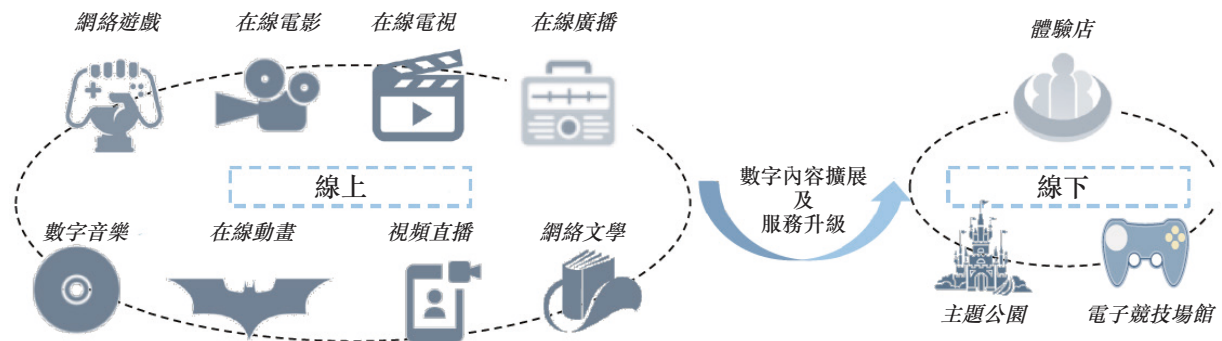 網絡遊戲
在線電影
在線電視
在線廣播
線上
數字音樂
在線動畫
視頻直播
網絡文學
數字內容擴展
及
服務升級
體驗店
線下
主題公園
電子競技場館